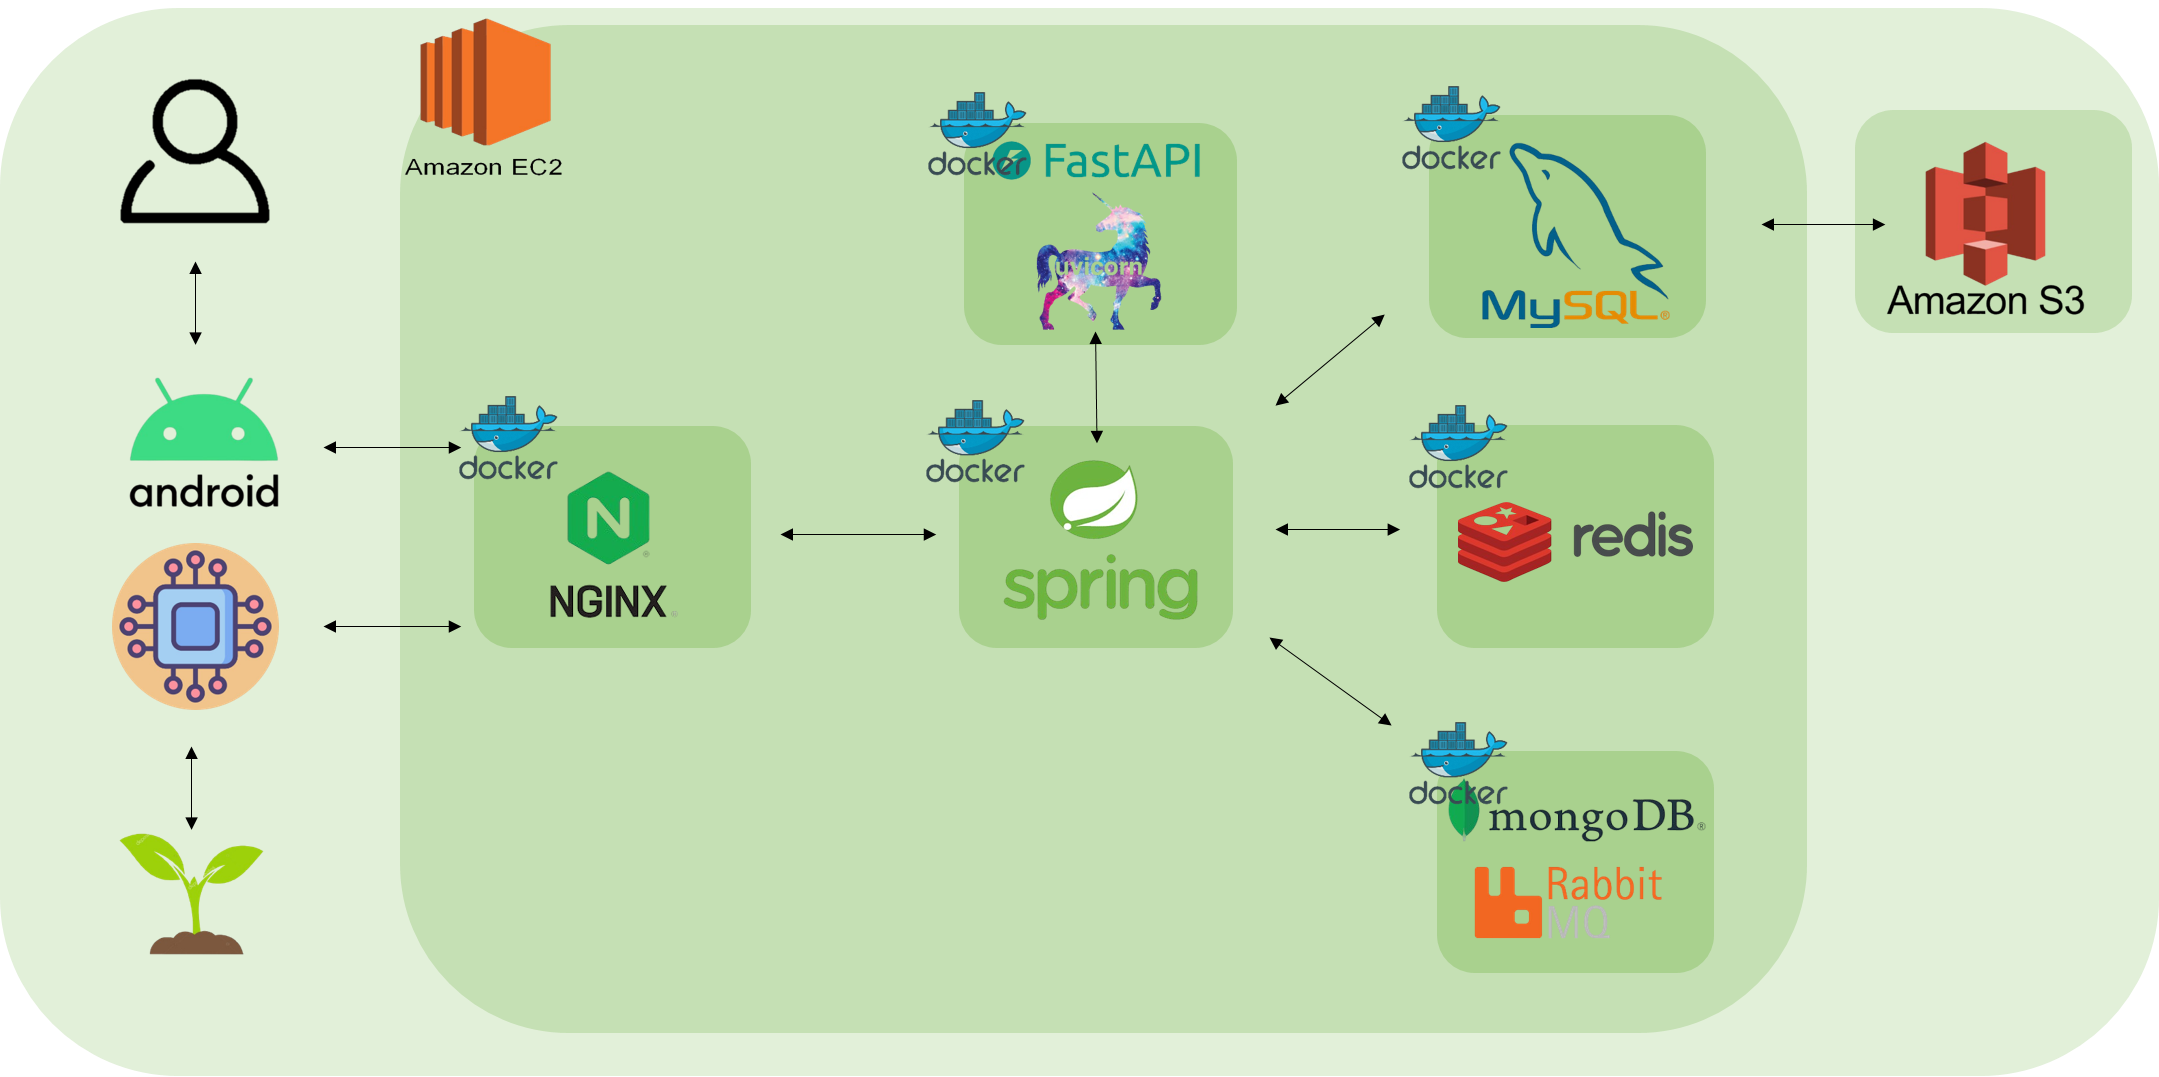 Amazon EC2
docker
FastAPI
uvicorn
docker
MySQL®
Amazon S3
android
docker
NGINX®
docker
spring
docker
redis
docker
mongoDB®
Rabbit
MQ